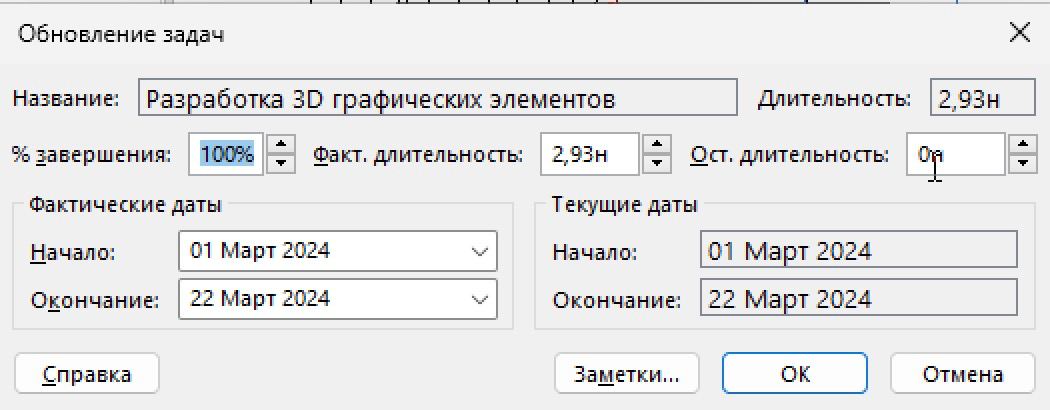 Обновление задач
Название: Разработка 3D графических элементов Длительность: 2,93н
% завершения: 100% Факт. длительность: 2,93н Ост. длительность: 0н
Фактические даты Текущие даты
Начало: 01 Март 2024 Начало: 01 Март 2024
Окончание: 22 Март 2024 Окончание: 22 Март 2024
Справка Заметки... ОК Отмена